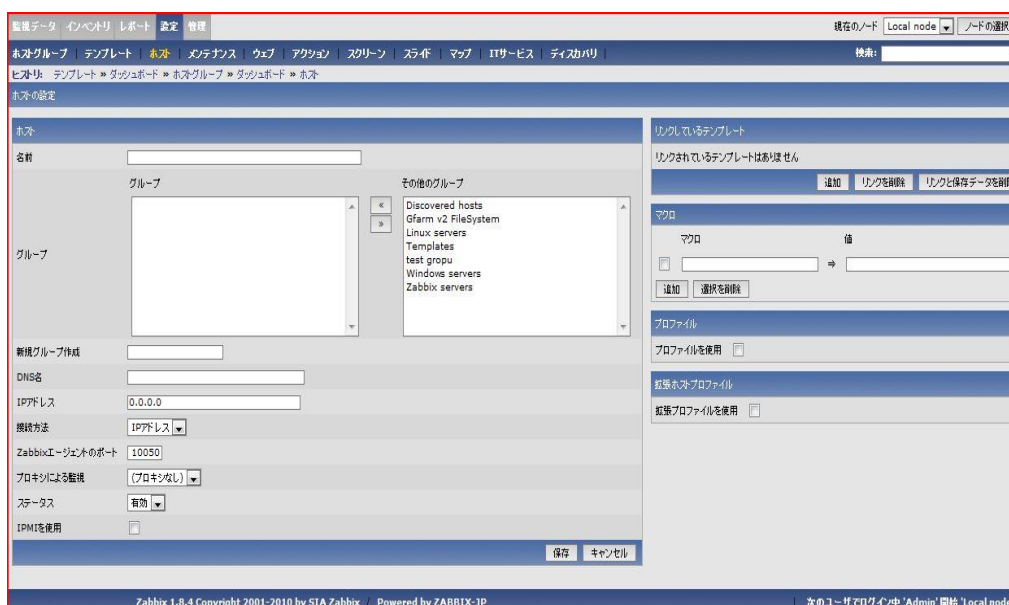 監視データ インベントリ レポート 設定 管理 現在のノード Local node ノードの選択
ホストグループ | テンプレート | ホスト | メンテナンス | ウェブ | アクション | スクリーン | スライド | マップ | ITサービス | ディスカバリ | 検索:
ヒストリ: テンプレート » ダッシュボード » ホストグループ » ダッシュボード » ホスト
ホストの設定
ホスト
名前
グループ
グループ その他のグループ
« »
Discovered hosts
Gfarm v2 FileSystem
Linux servers
Templates
test gropu
Windows servers
Zabbix servers
新規グループ作成
DNS名
IPアドレス 0.0.0.0
接続方法 IPアドレス
Zabbixエージェントのポート 10050
プロキシによる監視 (プロキシなし)
ステータス 有効
IPMIを使用
保存 キャンセル
リンクしているテンプレート
リンクされているテンプレートはありません
追加 リンクを削除 リンクと保存データを削
マクロ
マクロ 値
⇒
追加 選択を削除
プロファイル
プロファイルを使用
拡張ホストプロファイル
拡張プロファイルを使用
Zabbix 1.8.4 Copyright 2001-2010 by SIA Zabbix / Powered by ZABBIX-JP | 次のユーザでログイン中 'Admin' 開始 'Local node